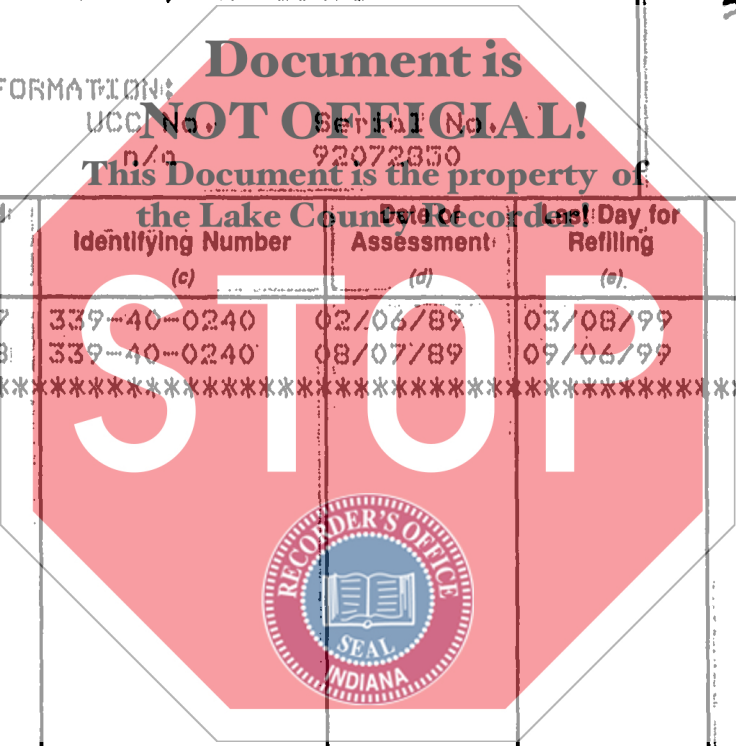 Document is
FORMATION:
UCC No. Serial No.
NOT OFFICIAL!
n/a 92072830
This Document is the property of
the Lake County Recorder!
Identifying Number Date of Assessment Last Day for Refiling
(c) (d) (e)
339-40-0240 02/06/89 03/08/99
339-40-0240 08/07/89 09/06/99
STOP
RECORDER'S OFFICE
SEAL
INDIANA